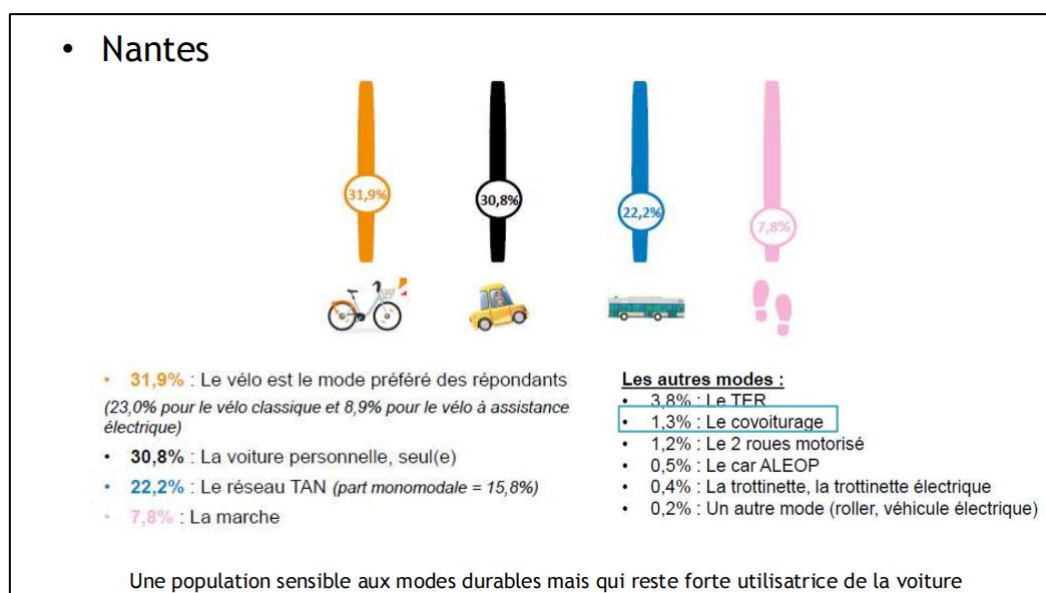 • Nantes
31,9%
30,8%
22,2%
7,8%
• 31,9% : Le vélo est le mode préféré des répondants
(23,0% pour le vélo classique et 8,9% pour le vélo à assistance
électrique)
• 30,8% : La voiture personnelle, seul(e)
• 22,2% : Le réseau TAN (part monomodale = 15,8%)
• 7,8% : La marche
Les autres modes :
• 3,8% : Le TER
• 1,3% : Le covoiturage
• 1,2% : Le 2 roues motorisé
• 0,5% : Le car ALEOP
• 0,4% : La trottinette, la trottinette électrique
• 0,2% : Un autre mode (roller, véhicule électrique)
Une population sensible aux modes durables mais qui reste forte utilisatrice de la voiture